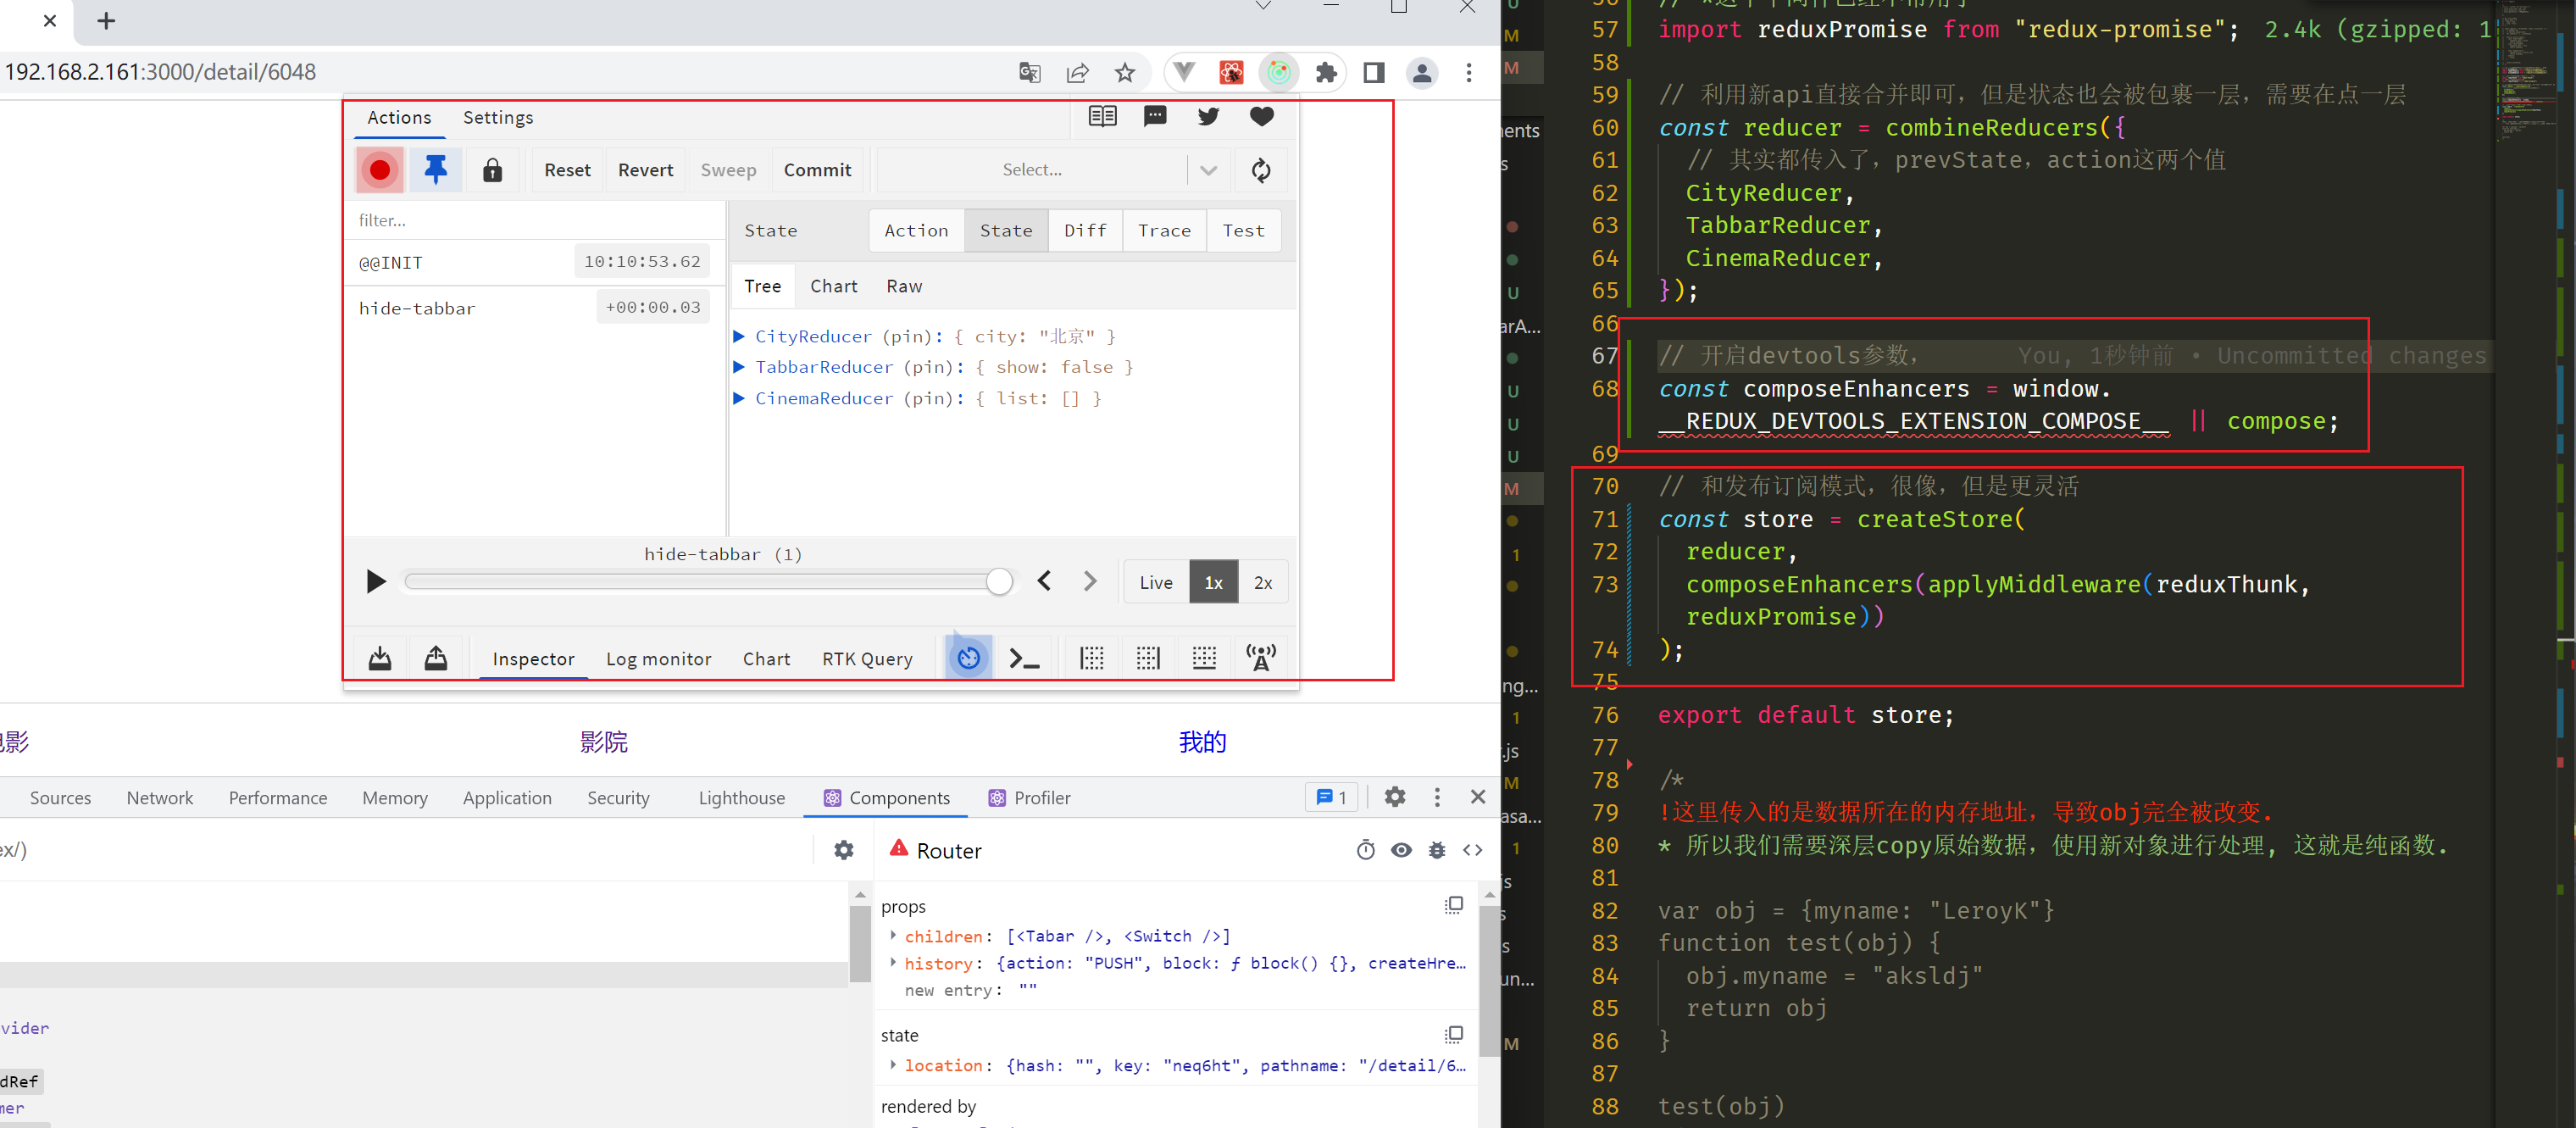 192.168.2.161:3000/detail/6048
Actions Settings
Reset Revert Sweep Commit Select...
filter...
@@INIT 10:10:53.62
hide-tabbar +00:00.03
State Action State Diff Trace Test
Tree Chart Raw
CityReducer (pin): { city: "北京" }
TabbarReducer (pin): { show: false }
CinemaReducer (pin): { list: [] }
hide-tabbar (1)
Live 1x 2x
Inspector Log monitor Chart RTK Query
影 影院 我的
Sources Network Performance Memory Application Security Lighthouse Components Profiler 1
ex/)
Router
props
children: [<Tabar />, <Switch />]
history: {action: "PUSH", block: ƒ block() {}, createHre…
new entry: ""
state
location: {hash: "", key: "neq6ht", pathname: "/detail/6…
rendered by
vider
dRef
mer
U
M
M
nents
s
U
arA...
U
U
U
M
1
ng...
1
.js
M
asa...
1
js
s
s
un...
M
57 import reduxPromise from "redux-promise"; 2.4k (gzipped: 1
58
59 // 利用新api直接合并即可，但是状态也会被包裹一层，需要在点一层
60 const reducer = combineReducers({
61 // 其实都传入了，prevState，action这两个值
62 CityReducer,
63 TabbarReducer,
64 CinemaReducer,
65 });
66
67 // 开启devtools参数， You, 1秒钟前 • Uncommitted changes
68 const composeEnhancers = window.
__REDUX_DEVTOOLS_EXTENSION_COMPOSE__ || compose;
69
70 // 和发布订阅模式，很像，但是更灵活
71 const store = createStore(
72 reducer,
73 composeEnhancers(applyMiddleware(reduxThunk,
reduxPromise))
74 );
75
76 export default store;
77
78 /*
79 !这里传入的是数据所在的内存地址，导致obj完全被改变.
80 * 所以我们需要深层copy原始数据，使用新对象进行处理, 这就是纯函数.
81
82 var obj = {myname: "LeroyK"}
83 function test(obj) {
84 obj.myname = "aksldj"
85 return obj
86 }
87
88 test(obj)